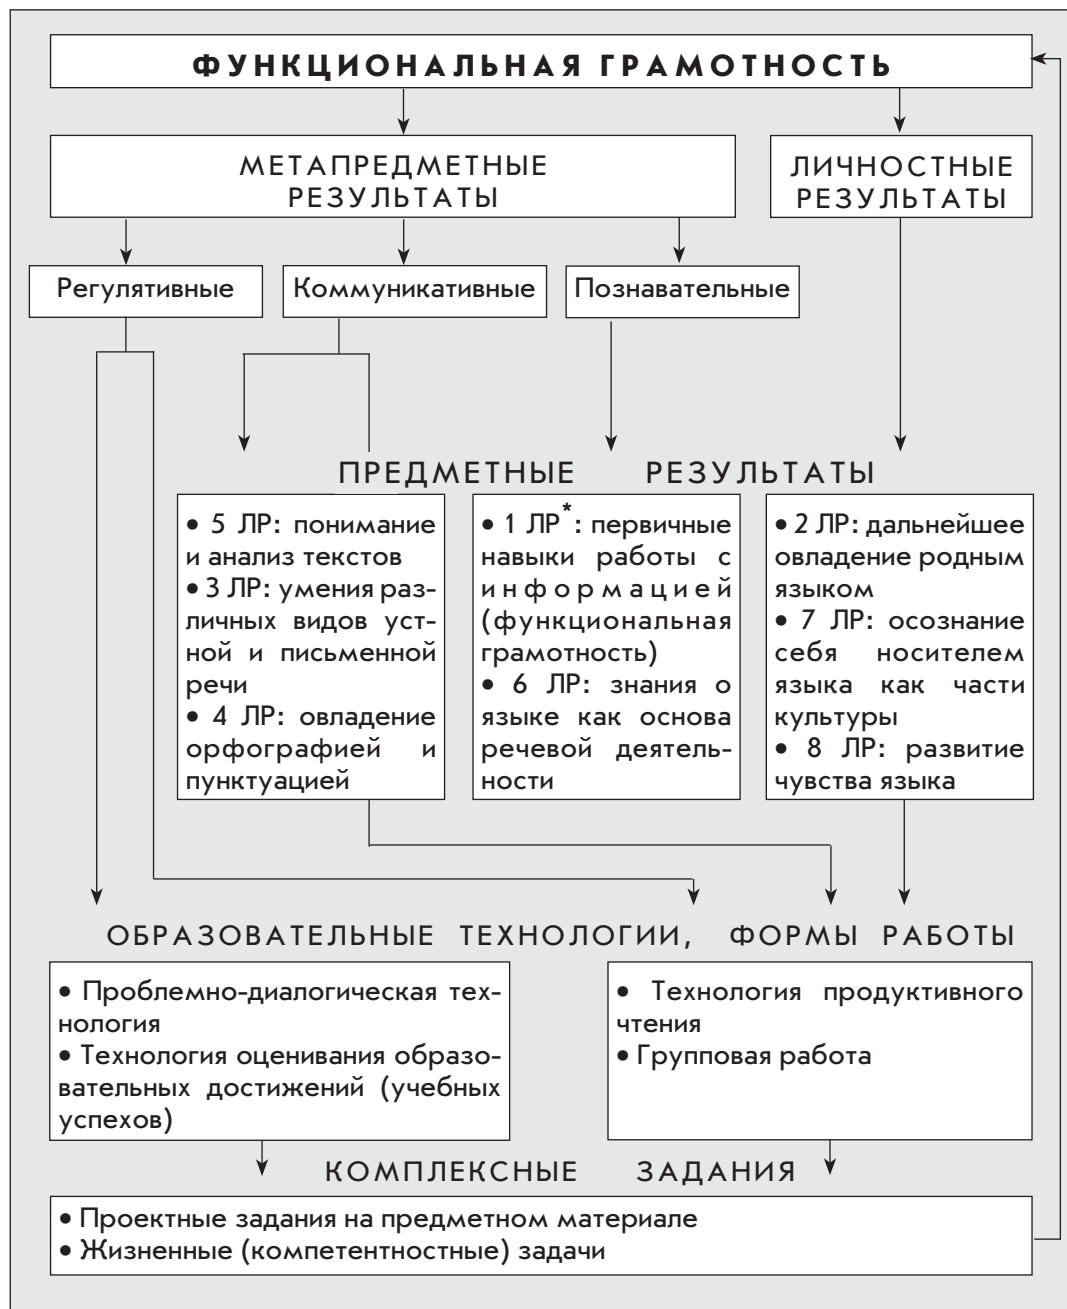 ФУНКЦИОНАЛЬНАЯ ГРАМОТНОСТЬ
МЕТАПРЕДМЕТНЫЕ
РЕЗУЛЬТАТЫ
ЛИЧНОСТНЫЕ
РЕЗУЛЬТАТЫ
Регулятивные
Коммуникативные
Познавательные
ПРЕДМЕТНЫЕ РЕЗУЛЬТАТЫ
• 5 ЛР: понимание
и анализ текстов
• 3 ЛР: умения раз-
личных видов уст-
ной и письменной
речи
• 4 ЛР: овладение
орфографией и
пунктуацией
• 1 ЛР*: первичные
навыки работы с
информацией
(функциональная
грамотность)
• 6 ЛР: знания о
языке как основа
речевой деятель-
ности
• 2 ЛР: дальнейшее
овладение родным
языком
• 7 ЛР: осознание
себя носителем
языка как части
культуры
• 8 ЛР: развитие
чувства языка
ОБРАЗОВАТЕЛЬНЫЕ ТЕХНОЛОГИИ, ФОРМЫ РАБОТЫ
• Проблемно-диалогическая тех-
нология
• Технология оценивания образо-
вательных достижений (учебных
успехов)
• Технология продуктивного
чтения
• Групповая работа
КОМПЛЕКСНЫЕ ЗАДАНИЯ
• Проектные задания на предметном материале
• Жизненные (компетентностные) задачи